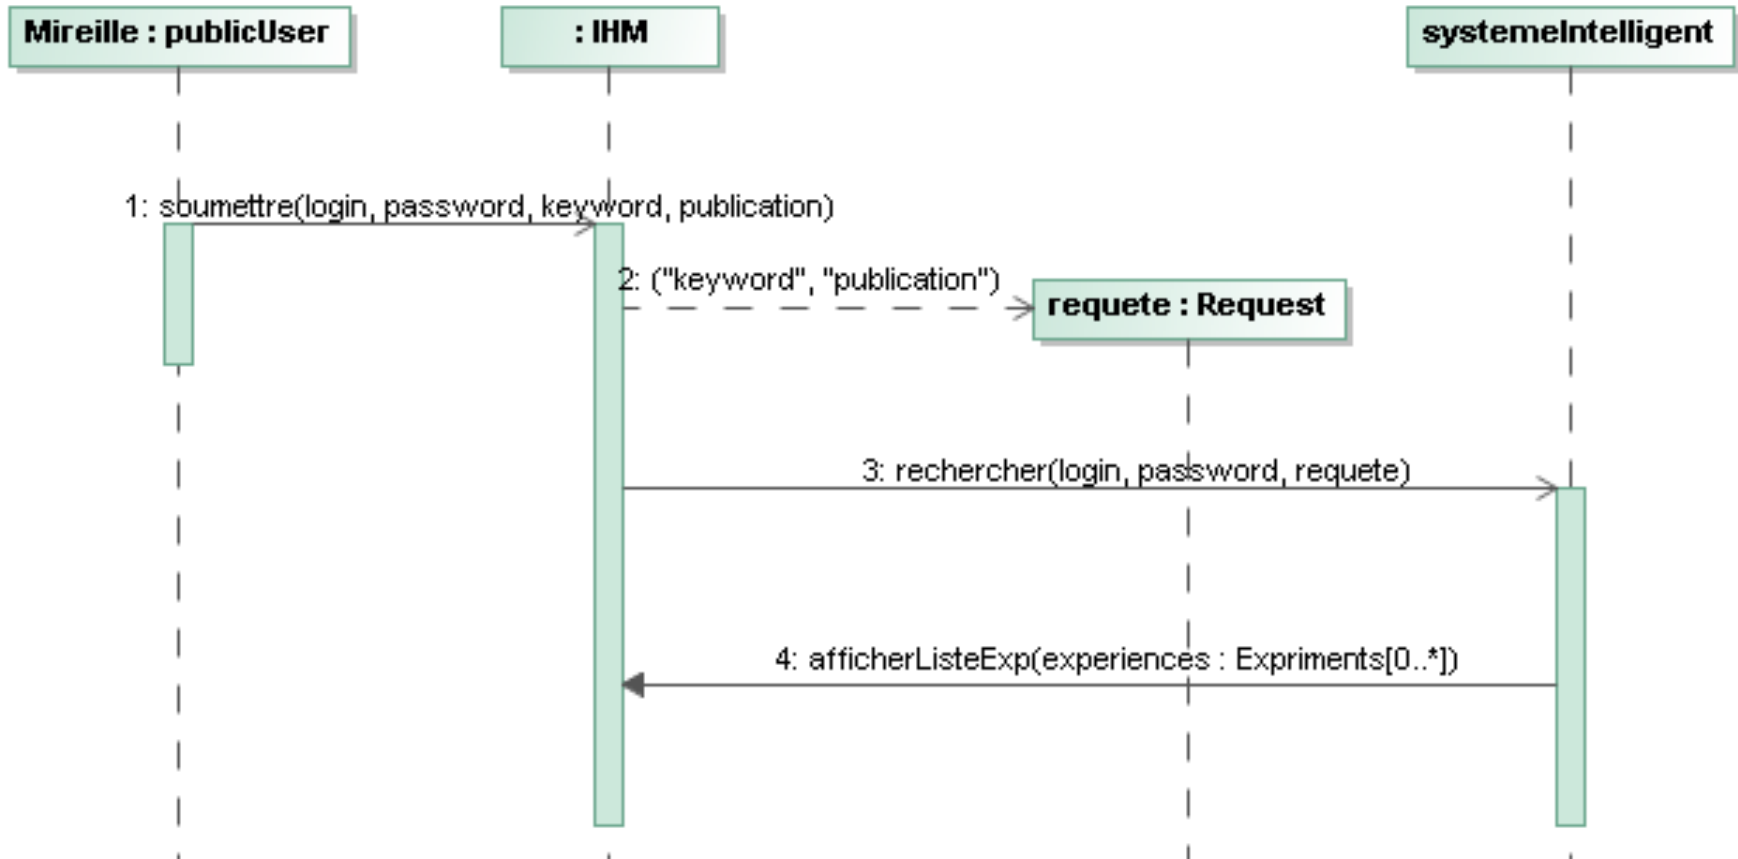 Mireille : publicUser
: IHM
systemeIntelligent
1: soumettre(login, password, keyword, publication)
2: ("keyword", "publication")
requete : Request
3: rechercher(login, password, requete)
4: afficherListeExp(experiences : Expriments[0..*])